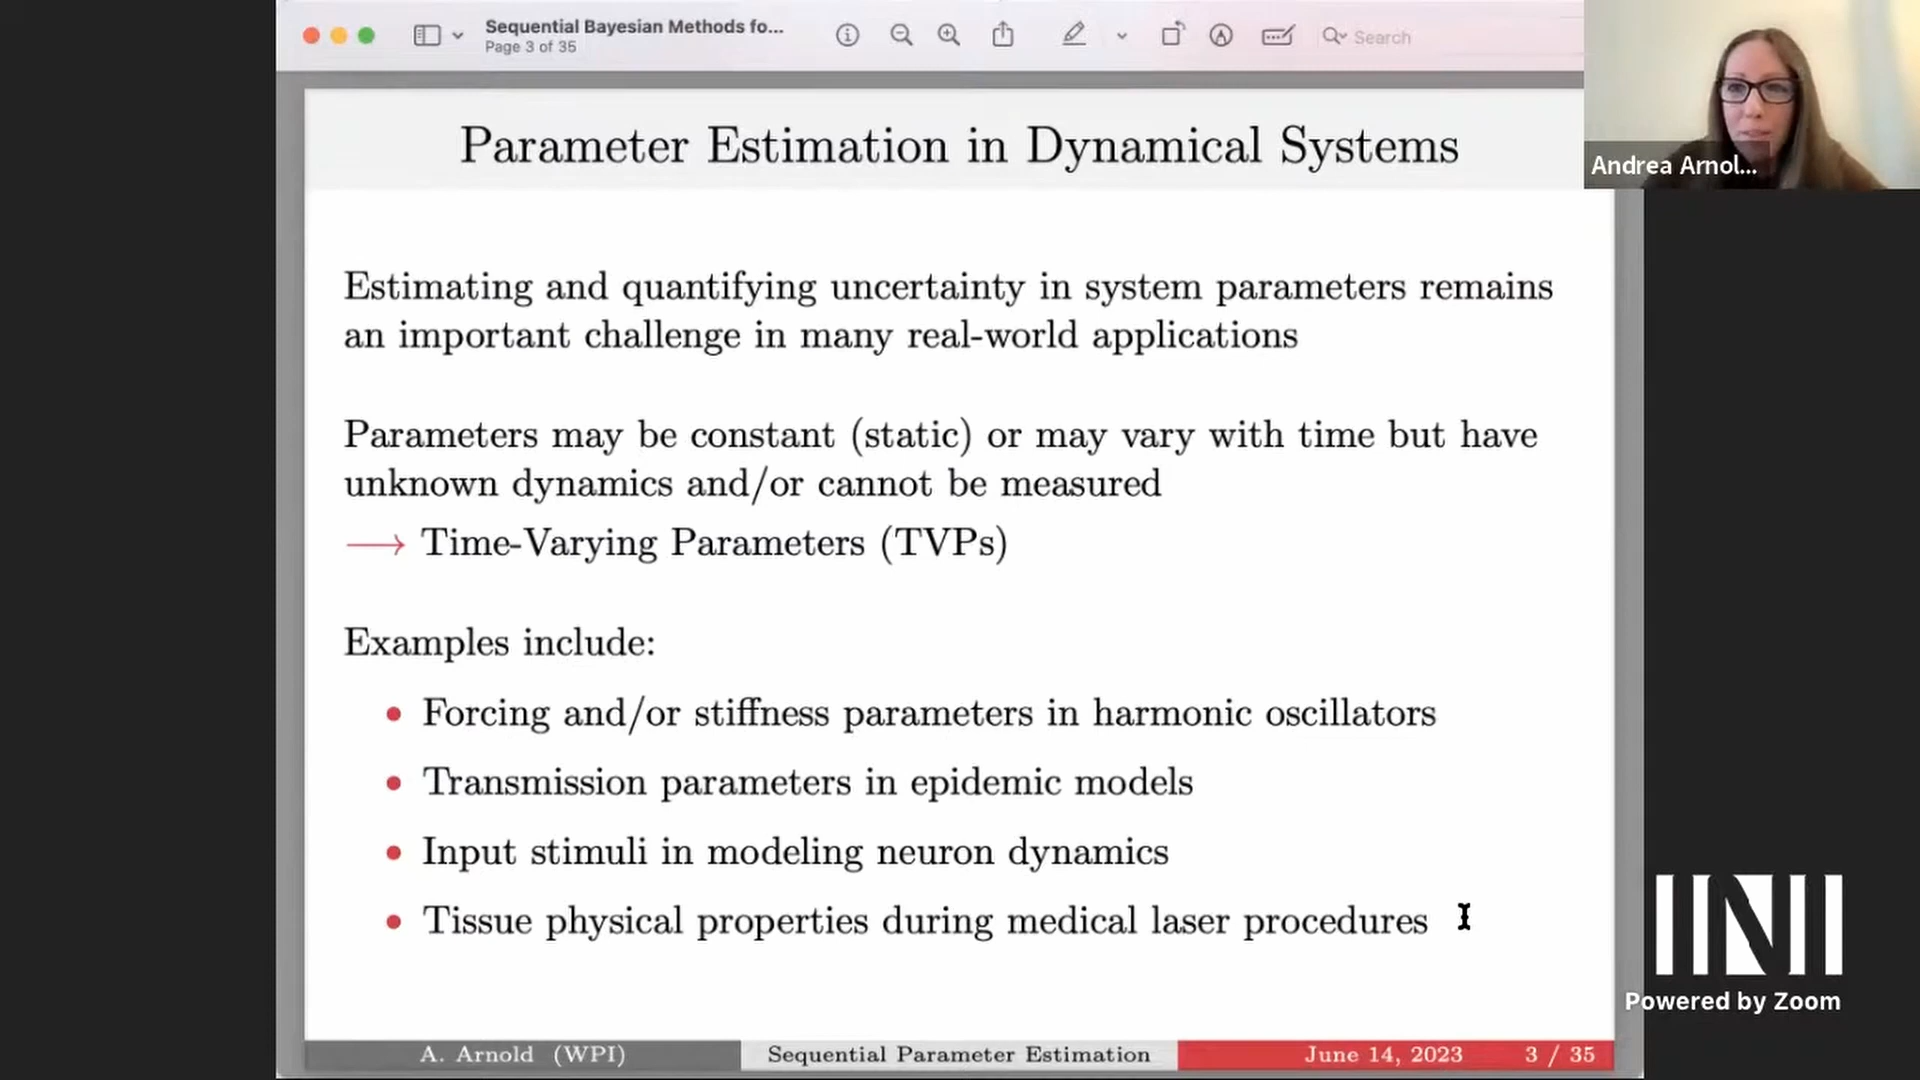 Sequential Bayesian Methods fo...
Page 3 of 35
Search
Andrea Arnol...
Parameter Estimation in Dynamical Systems
Estimating and quantifying uncertainty in system parameters remains
an important challenge in many real-world applications
Parameters may be constant (static) or may vary with time but have
unknown dynamics and/or cannot be measured
⟶ Time-Varying Parameters (TVPs)
Examples include:
• Forcing and/or stiffness parameters in harmonic oscillators
• Transmission parameters in epidemic models
• Input stimuli in modeling neuron dynamics
• Tissue physical properties during medical laser procedures
INI
Powered by Zoom
A. Arnold (WPI)
Sequential Parameter Estimation
June 14, 2023
3 / 35